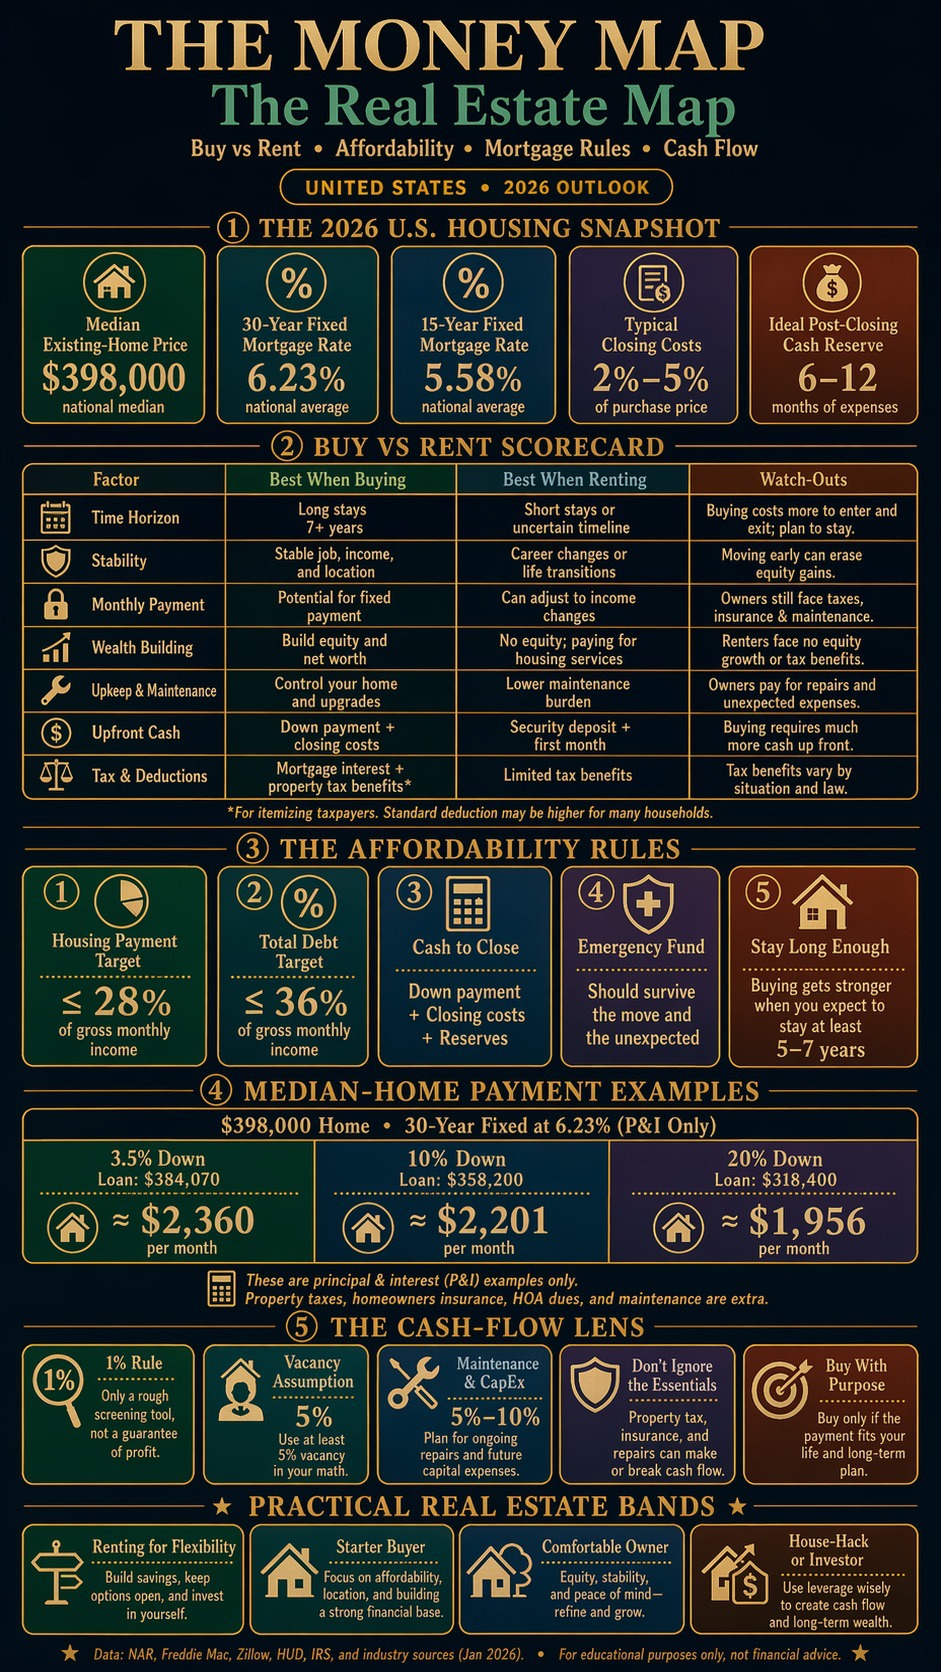 THE MONEY MAP
The Real Estate Map
Buy vs Rent • Affordability • Mortgage Rules • Cash Flow
UNITED STATES • 2026 OUTLOOK
1 THE 2026 U.S. HOUSING SNAPSHOT
Median
Existing-Home Price
$398,000
national median
%
30-Year Fixed
Mortgage Rate
6.23%
national average
%
15-Year Fixed
Mortgage Rate
5.58%
national average
$
Typical
Closing Costs
2%–5%
of purchase price
$
Ideal Post-Closing
Cash Reserve
6–12
months of expenses
2 BUY VS RENT SCORECARD
Factor
Best When Buying
Best When Renting
Watch-Outs
Time Horizon
Long stays
7+ years
Short stays or
uncertain timeline
Buying costs more to enter and
exit; plan to stay.
Stability
Stable job, income,
and location
Career changes or
life transitions
Moving early can erase
equity gains.
Monthly Payment
Potential for fixed
payment
Can adjust to income
changes
Owners still face taxes,
insurance & maintenance.
Wealth Building
Build equity and
net worth
No equity; paying for
housing services
Renters face no equity
growth or tax benefits.
Upkeep & Maintenance
Control your home
and upgrades
Lower maintenance
burden
Owners pay for repairs and
unexpected expenses.
$
Upfront Cash
Down payment +
closing costs
Security deposit +
first month
Buying requires much
more cash up front.
Tax & Deductions
Mortgage interest +
property tax benefits*
Limited tax benefits
Tax benefits vary by
situation and law.
*For itemizing taxpayers. Standard deduction may be higher for many households.
3 THE AFFORDABILITY RULES
1
Housing Payment
Target
≤ 28%
of gross monthly
income
2
%
Total Debt
Target
≤ 36%
of gross monthly
income
3
Cash to Close
Down payment
+ Closing costs
+ Reserves
4
Emergency Fund
Should survive
the move and
the unexpected
5
Stay Long Enough
Buying gets stronger
when you expect to
stay at least
5–7 years
4 MEDIAN-HOME PAYMENT EXAMPLES
$398,000 Home • 30-Year Fixed at 6.23% (P&I Only)
3.5% Down
Loan: $384,070
≈ $2,360
per month
10% Down
Loan: $358,200
≈ $2,201
per month
20% Down
Loan: $318,400
≈ $1,956
per month
These are principal & interest (P&I) examples only.
Property taxes, homeowners insurance, HOA dues, and maintenance are extra.
5 THE CASH-FLOW LENS
1%
1% Rule
Only a rough
screening tool,
not a guarantee
of profit.
Vacancy
Assumption
5%
Use at least
5% vacancy
in your math.
Maintenance
& CapEx
5%–10%
Plan for ongoing
repairs and future
capital expenses.
Don't Ignore
the Essentials
Property tax,
insurance, and
repairs can make
or break cash flow.
Buy With
Purpose
Buy only if the
payment fits your
life and long-term
plan.
★ PRACTICAL REAL ESTATE BANDS ★
Renting for Flexibility
Build savings, keep
options open, and invest
in yourself.
Starter Buyer
Focus on affordability,
location, and building
a strong financial base.
Comfortable Owner
Equity, stability,
and peace of mind—
refine and grow.
$
House-Hack
or Investor
Use leverage wisely
to create cash flow
and long-term wealth.
★ Data: NAR, Freddie Mac, Zillow, HUD, IRS, and industry sources (Jan 2026). • For educational purposes only, not financial advice. ★